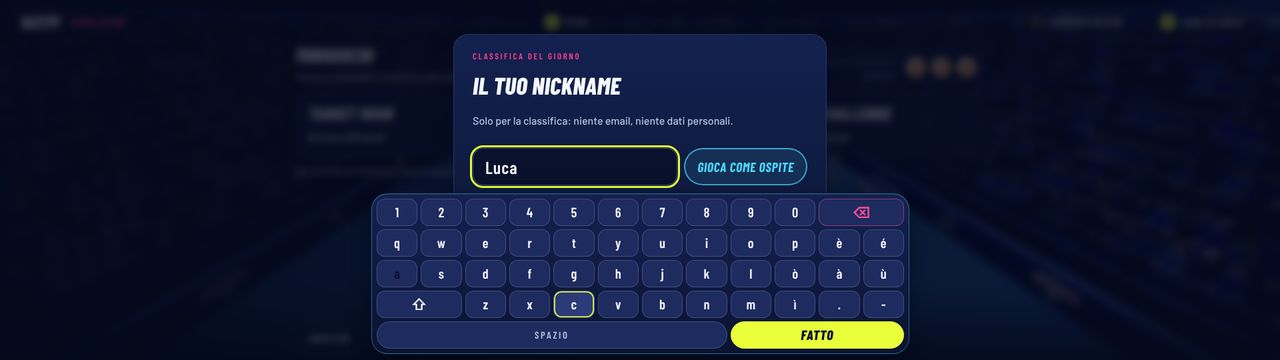 CLASSIFICA DEL GIORNO
IL TUO NICKNAME
Solo per la classifica: niente email, niente dati personali.
Luca
GIOCA COME OSPITE
1 2 3 4 5 6 7 8 9 0
q w e r t y u i o p è é
a s d f g h j k l ò à ù
z x c v b n m ì . -
SPAZIO FATTO